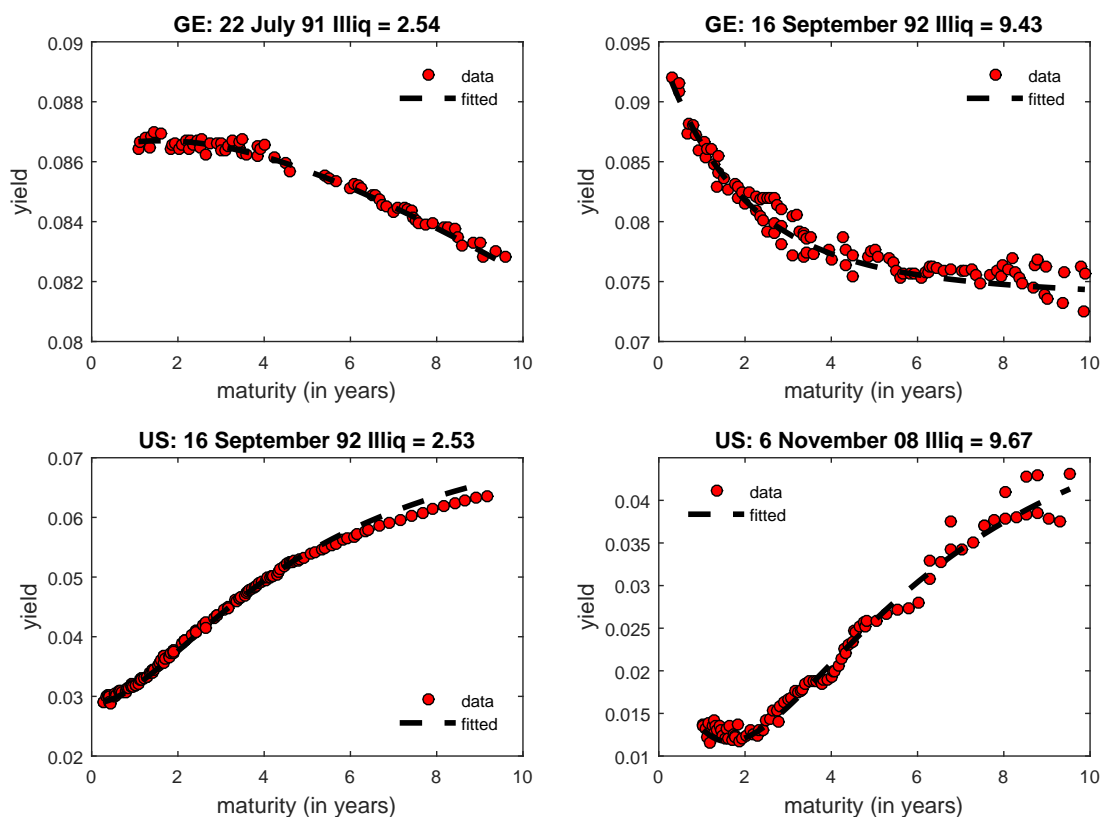 GE: 22 July 91 Illiq = 2.54
0.09
0.088
0.086
0.084
0.082
0.08
yield
data
fitted
0 2 4 6 8 10
maturity (in years)
GE: 16 September 92 Illiq = 9.43
0.095
0.09
0.085
0.08
0.075
0.07
yield
data
fitted
0 2 4 6 8 10
maturity (in years)
US: 16 September 92 Illiq = 2.53
0.07
0.06
0.05
0.04
0.03
0.02
yield
data
fitted
0 2 4 6 8 10
maturity (in years)
US: 6 November 08 Illiq = 9.67
0.04
0.035
0.03
0.025
0.02
0.015
0.01
yield
data
fitted
0 2 4 6 8 10
maturity (in years)